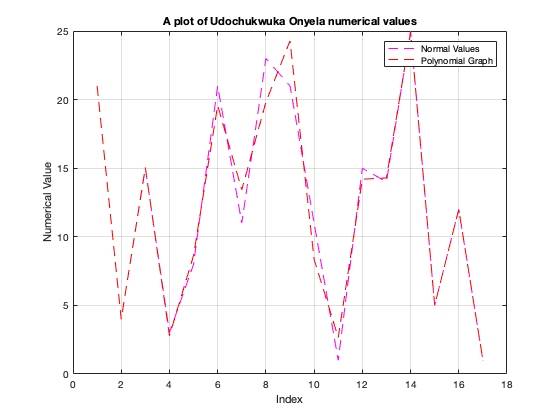 A plot of Udochukwuka Onyela numerical values
25
20
15
10
5
0
Numerical Value
Normal Values
Polynomial Graph
0 2 4 6 8 10 12 14 16 18
Index